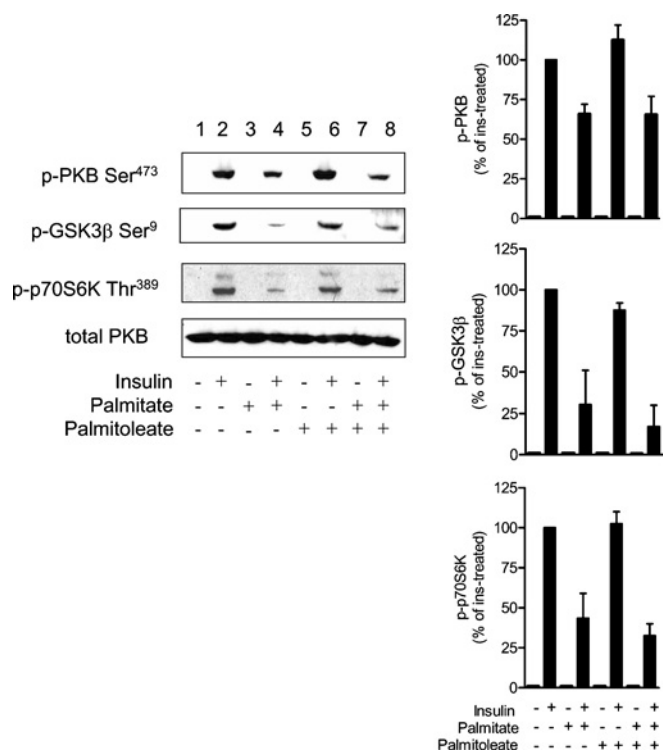 1 2 3 4 5 6 7 8
p-PKB Ser473
p-GSK3β Ser9
p-p70S6K Thr389
total PKB
Insulin - + - + - + - +
Palmitate - - + + - - + +
Palmitoleate - - - - + + + +
p-PKB
(% of ins-treated)
125
100
75
50
25
0
p-GSK3β
(% of ins-treated)
125
100
75
50
25
0
p-p70S6K
(% of ins-treated)
125
100
75
50
25
0
Insulin - + - + - + - +
Palmitate - - + + - - + +
Palmitoleate - - - - + + + +